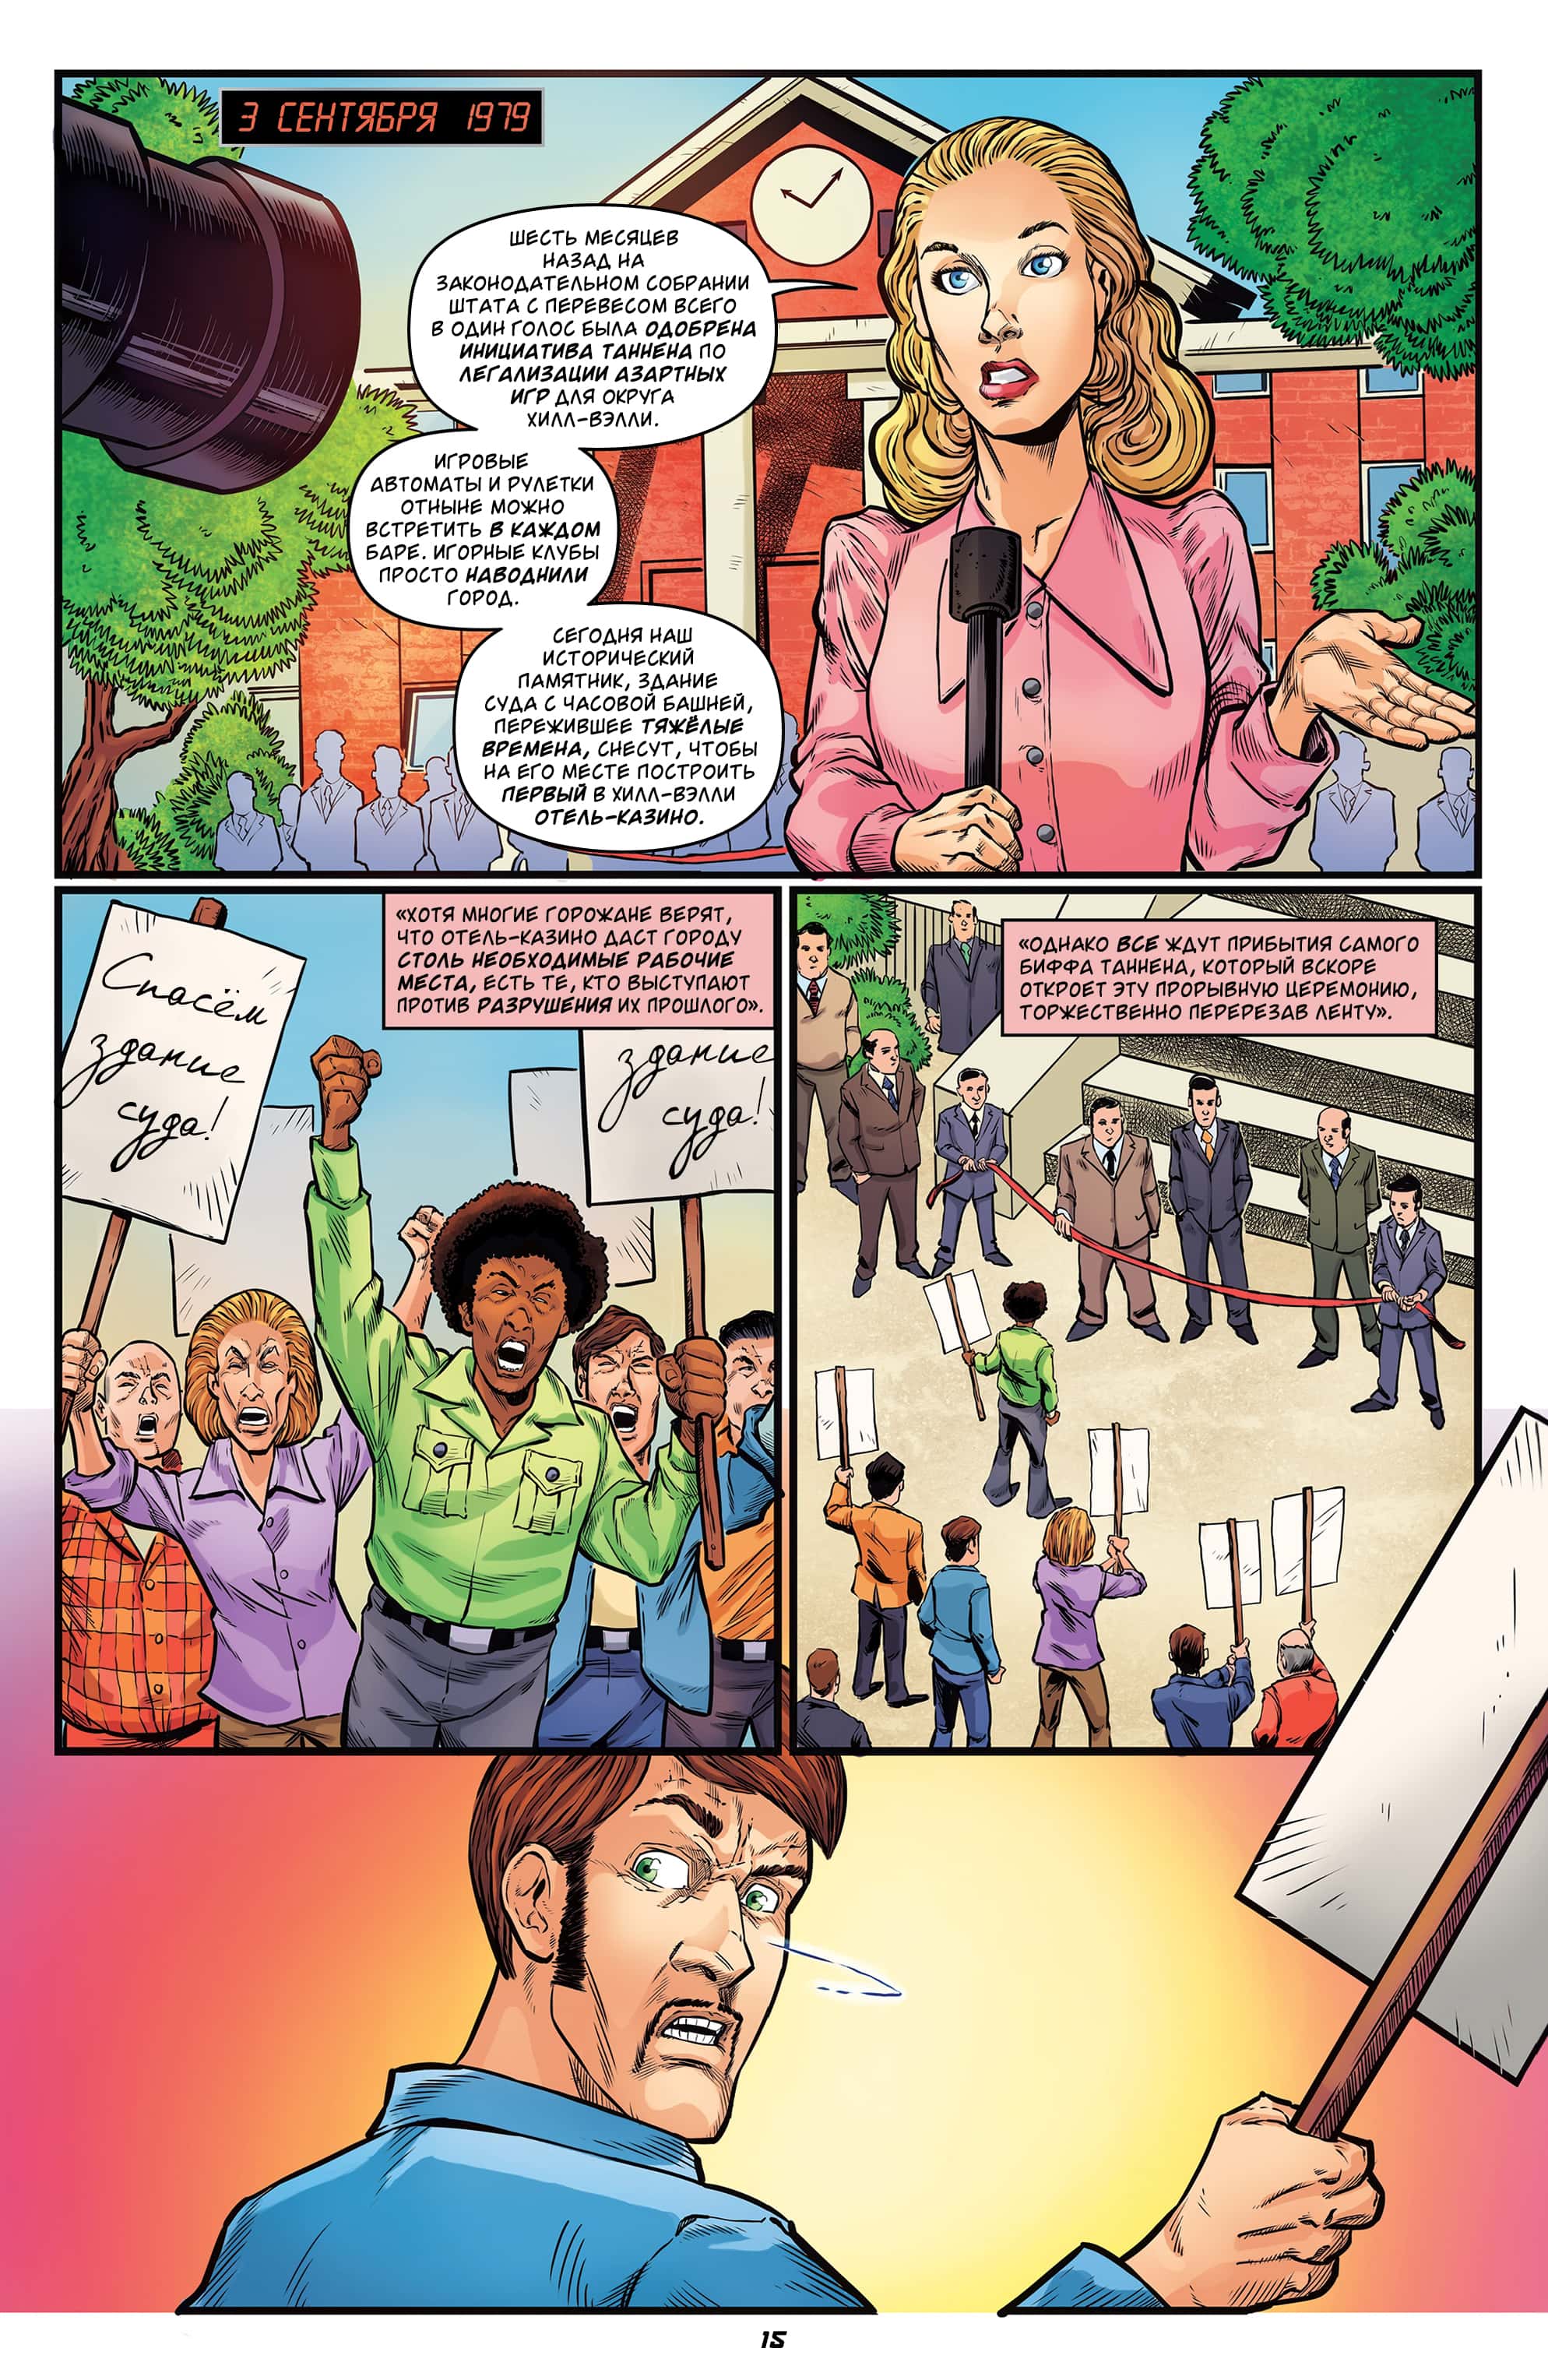 3 СЕНТЯБРЯ 1979
ШЕСТЬ МЕСЯЦЕВ
НАЗАД НА
ЗАКОНОДАТЕЛЬНОМ СОБРАНИИ
ШТАТА С ПЕРЕВЕСОМ ВСЕГО
В ОДИН ГОЛОС БЫЛА ОДОБРЕНА
ИНИЦИАТИВА ТАННЕНА ПО
ЛЕГАЛИЗАЦИИ АЗАРТНЫХ
ИГР ДЛЯ ОКРУГА
ХИЛЛ-ВЭЛЛИ.
ИГРОВЫЕ
АВТОМАТЫ И РУЛЕТКИ
ОТНЫНЕ МОЖНО
ВСТРЕТИТЬ В КАЖДОМ
БАРЕ. ИГОРНЫЕ КЛУБЫ
ПРОСТО НАВОДНИЛИ
ГОРОД.
СЕГОДНЯ НАШ
ИСТОРИЧЕСКИЙ
ПАМЯТНИК, ЗДАНИЕ
СУДА С ЧАСОВОЙ БАШНЕЙ,
ПЕРЕЖИВШЕЕ ТЯЖЁЛЫЕ
ВРЕМЕНА, СНЕСУТ, ЧТОБЫ
НА ЕГО МЕСТЕ ПОСТРОИТЬ
ПЕРВЫЙ В ХИЛЛ-ВЭЛЛИ
ОТЕЛЬ-КАЗИНО.
«ХОТЯ МНОГИЕ ГОРОЖАНЕ ВЕРЯТ,
ЧТО ОТЕЛЬ-КАЗИНО ДАСТ ГОРОДУ
СТОЛЬ НЕОБХОДИМЫЕ РАБОЧИЕ
МЕСТА, ЕСТЬ ТЕ, КТО ВЫСТУПАЮТ
ПРОТИВ РАЗРУШЕНИЯ ИХ ПРОШЛОГО».
Спасём
здание
суда!
здание
суда!
«ОДНАКО ВСЕ ЖДУТ ПРИБЫТИЯ САМОГО
БИФФА ТАННЕНА, КОТОРЫЙ ВСКОРЕ
ОТКРОЕТ ЭТУ ПРОРЫВНУЮ ЦЕРЕМОНИЮ,
ТОРЖЕСТВЕННО ПЕРЕРЕЗАВ ЛЕНТУ».
15